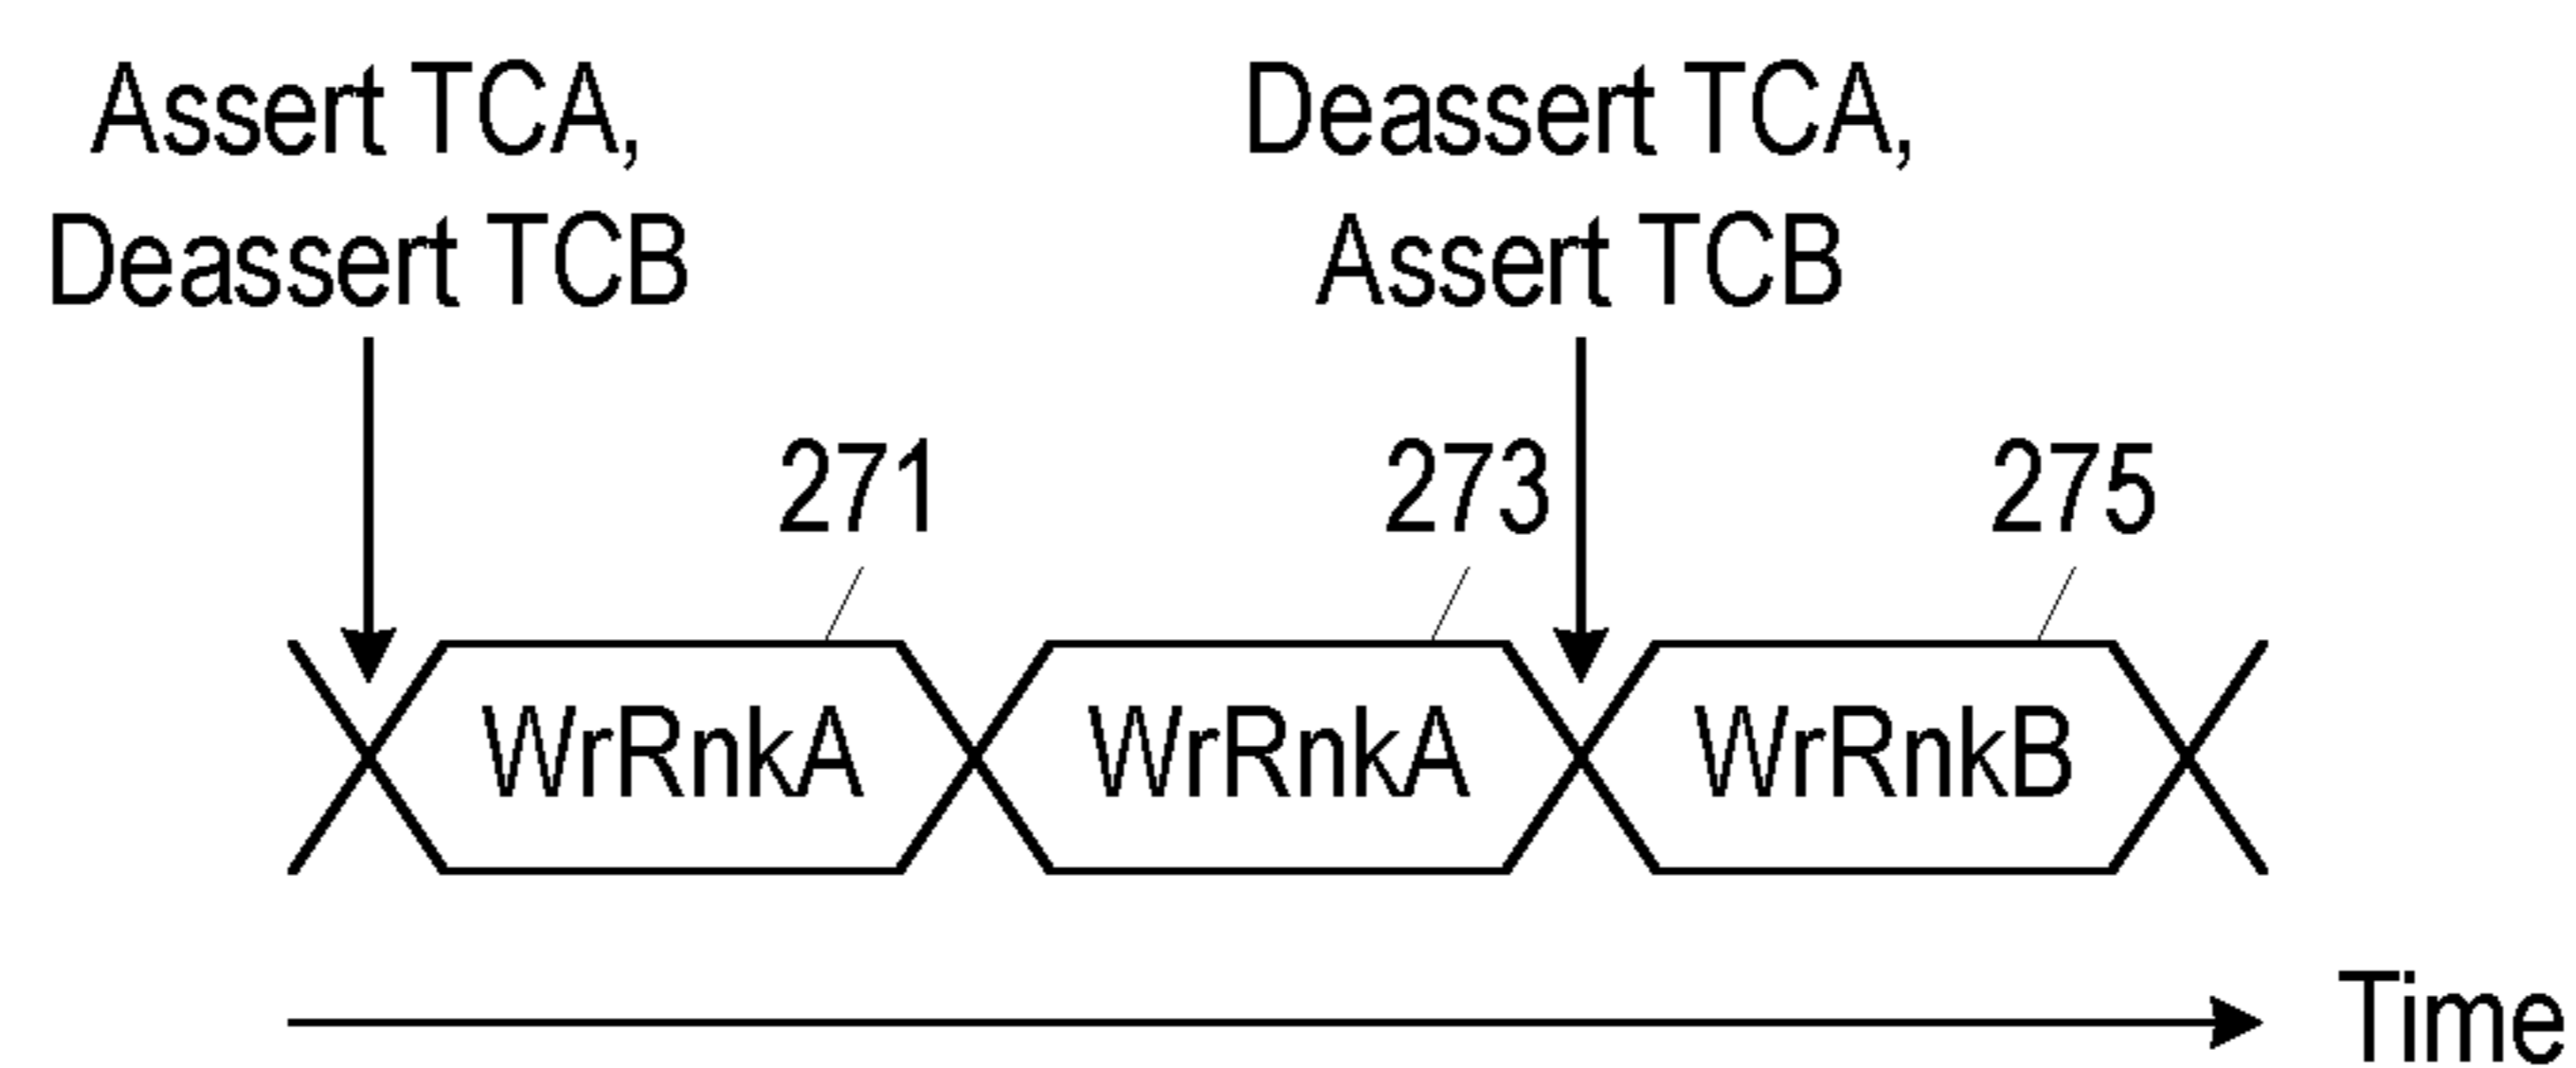 Assert TCA,
Deassert TCB
Deassert TCA,
Assert TCB
271
273
275
WrRnkA
WrRnkA
WrRnkB
Time